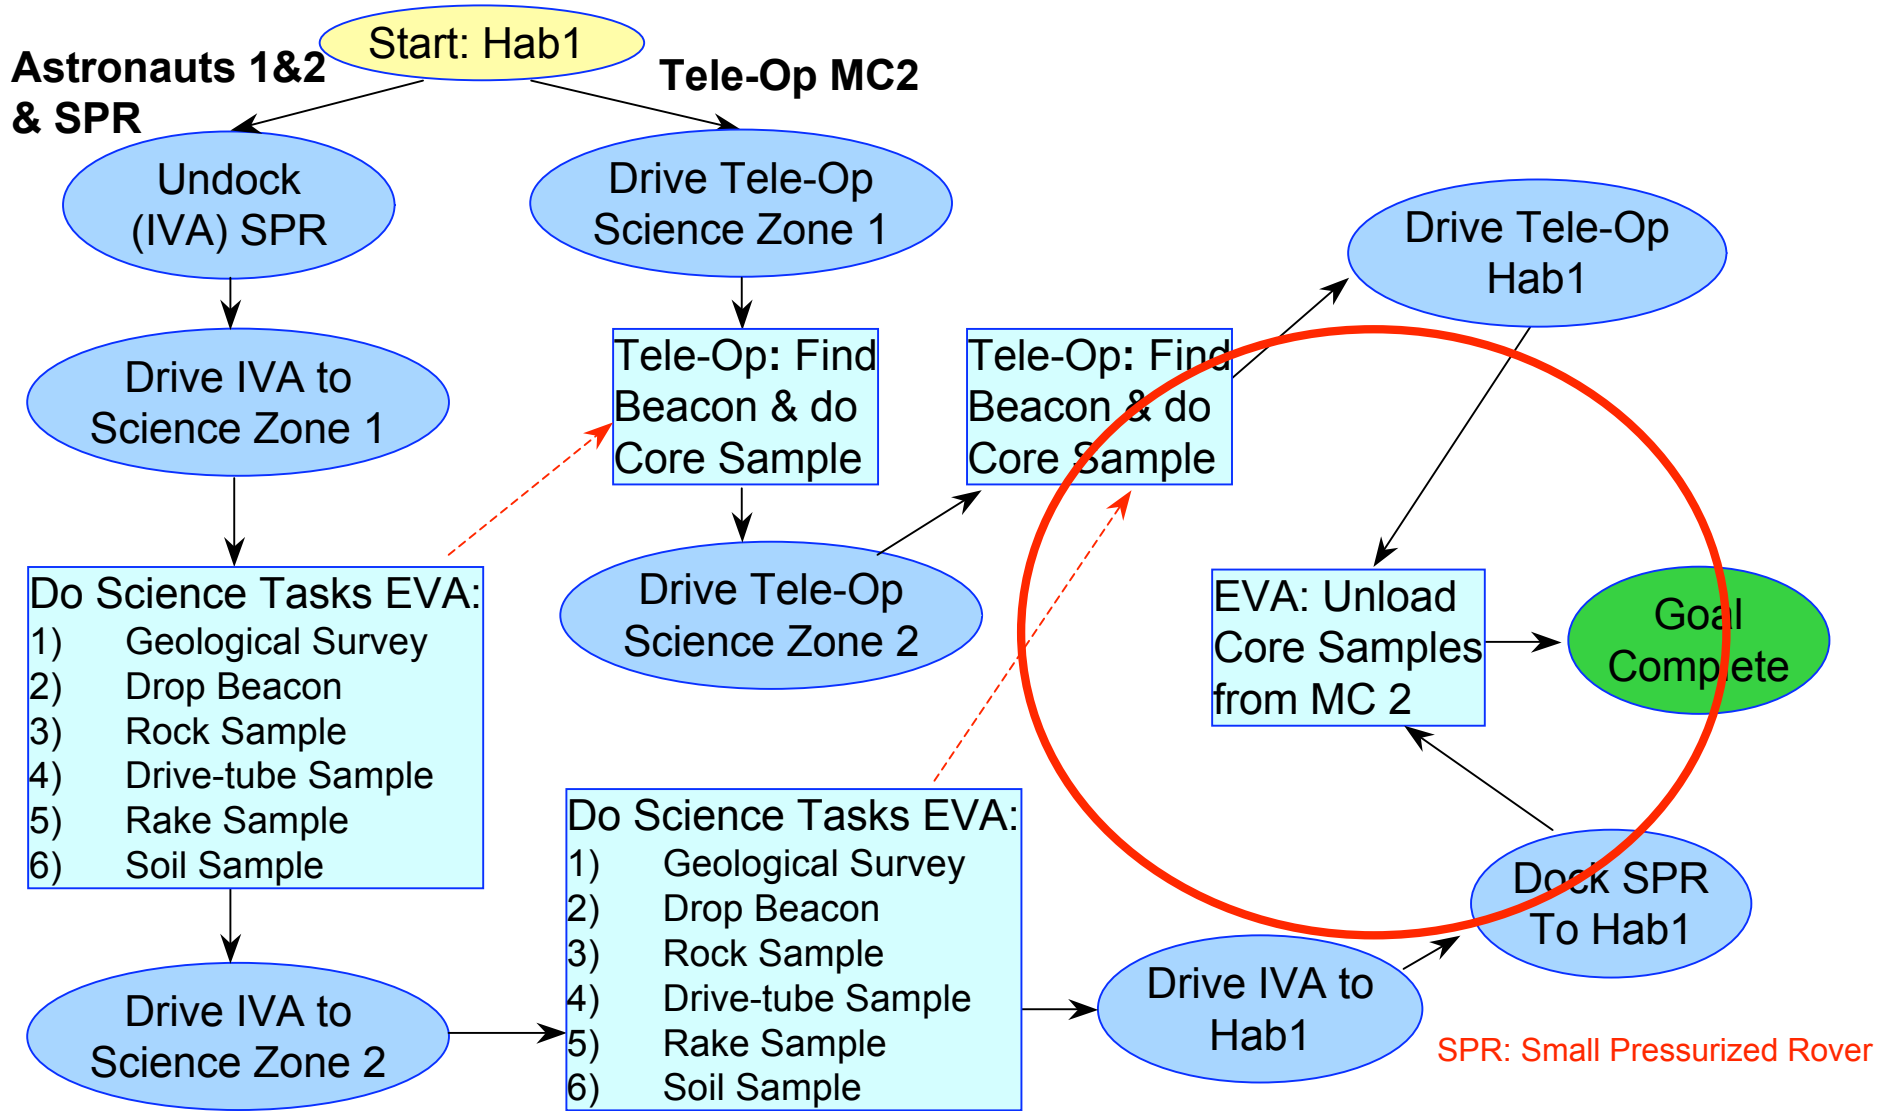 Start: Hab1
Astronauts 1&2
& SPR
Tele-Op MC2
Undock
(IVA) SPR
Drive Tele-Op
Science Zone 1
Drive Tele-Op
Hab1
Drive IVA to
Science Zone 1
Tele-Op: Find
Beacon & do
Core Sample
Tele-Op: Find
Beacon & do
Core Sample
Do Science Tasks EVA:
1) Geological Survey
2) Drop Beacon
3) Rock Sample
4) Drive-tube Sample
5) Rake Sample
6) Soil Sample
Drive Tele-Op
Science Zone 2
EVA: Unload
Core Samples
from MC 2
Goal
Complete
Do Science Tasks EVA:
1) Geological Survey
2) Drop Beacon
3) Rock Sample
4) Drive-tube Sample
5) Rake Sample
6) Soil Sample
Dock SPR
To Hab1
Drive IVA to
Science Zone 2
Drive IVA to
Hab1
SPR: Small Pressurized Rover